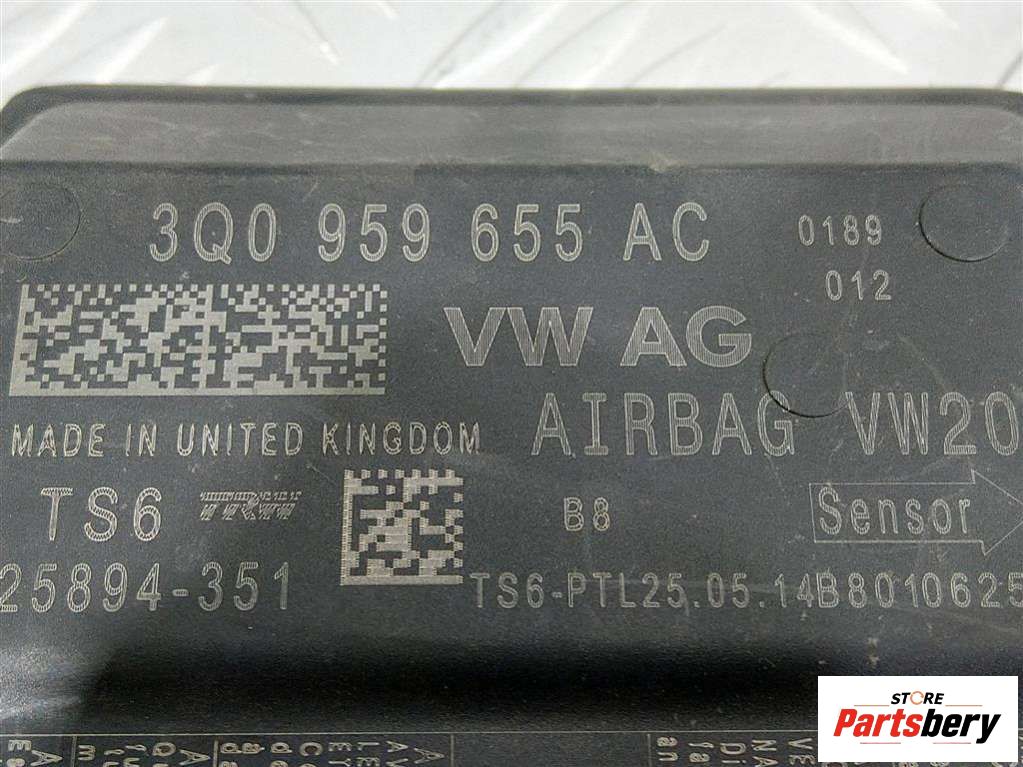 3Q0 959 655 AC 0189
012
VW AG
MADE IN UNITED KINGDOM AIRBAG VW20
TS6 TRW B8 Sensor
25894-351 TS6-PTL25.05.14B8010625
STORE
Partsbery